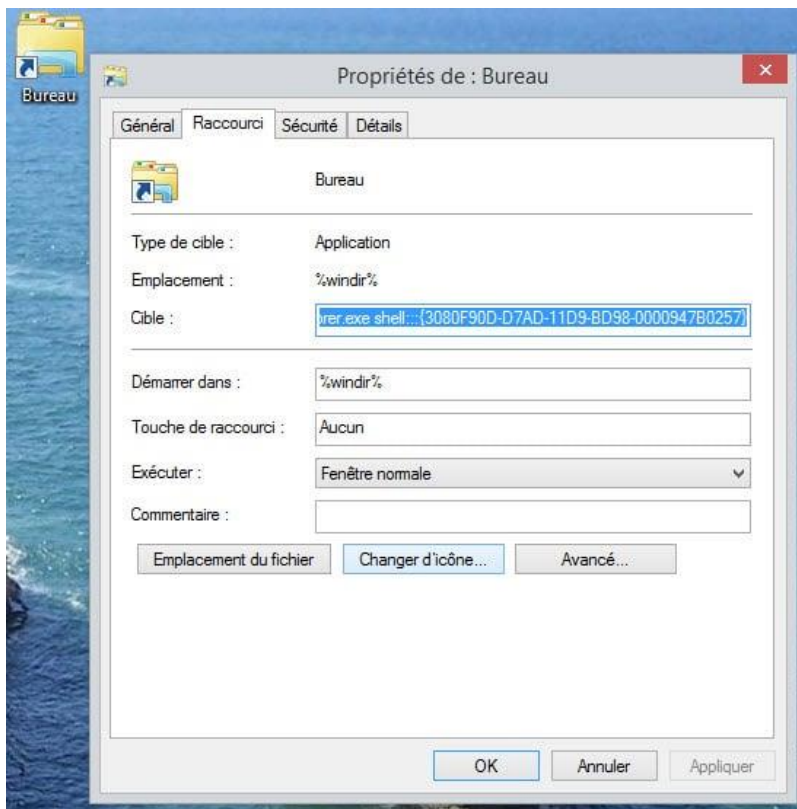 Bureau
Propriétés de : Bureau
Général Raccourci Sécurité Détails
Bureau
Type de cible : Application
Emplacement : %windir%
Cible : orer.exe shell:::{3080F90D-D7AD-11D9-BD98-0000947B0257}
Démarrer dans : %windir%
Touche de raccourci : Aucun
Exécuter : Fenêtre normale
Commentaire :
Emplacement du fichier Changer d'icône... Avancé...
OK Annuler Appliquer